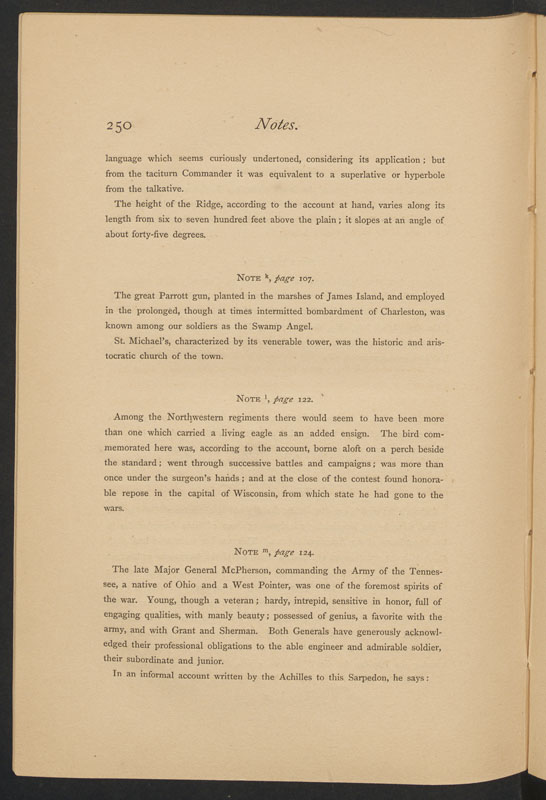 250
Notes.
language which seems curiously undertoned, considering its application; but
from the taciturn Commander it was equivalent to a superlative or hyperbole
from the talkative.
The height of the Ridge, according to the account at hand, varies along its
length from six to seven hundred feet above the plain; it slopes at an angle of
about forty-five degrees.
NOTE k, page 107.
The great Parrott gun, planted in the marshes of James Island, and employed
in the prolonged, though at times intermitted bombardment of Charleston, was
known among our soldiers as the Swamp Angel.
St. Michael's, characterized by its venerable tower, was the historic and aris-
tocratic church of the town.
NOTE l, page 122.
Among the Northwestern regiments there would seem to have been more
than one which carried a living eagle as an added ensign. The bird com-
memorated here was, according to the account, borne aloft on a perch beside
the standard; went through successive battles and campaigns; was more than
once under the surgeon's hands; and at the close of the contest found honora-
ble repose in the capital of Wisconsin, from which state he had gone to the
wars.
NOTE m, page 124.
The late Major General McPherson, commanding the Army of the Tennes-
see, a native of Ohio and a West Pointer, was one of the foremost spirits of
the war. Young, though a veteran; hardy, intrepid, sensitive in honor, full of
engaging qualities, with manly beauty; possessed of genius, a favorite with the
army, and with Grant and Sherman. Both Generals have generously acknowl-
edged their professional obligations to the able engineer and admirable soldier,
their subordinate and junior.
In an informal account written by the Achilles to this Sarpedon, he says: